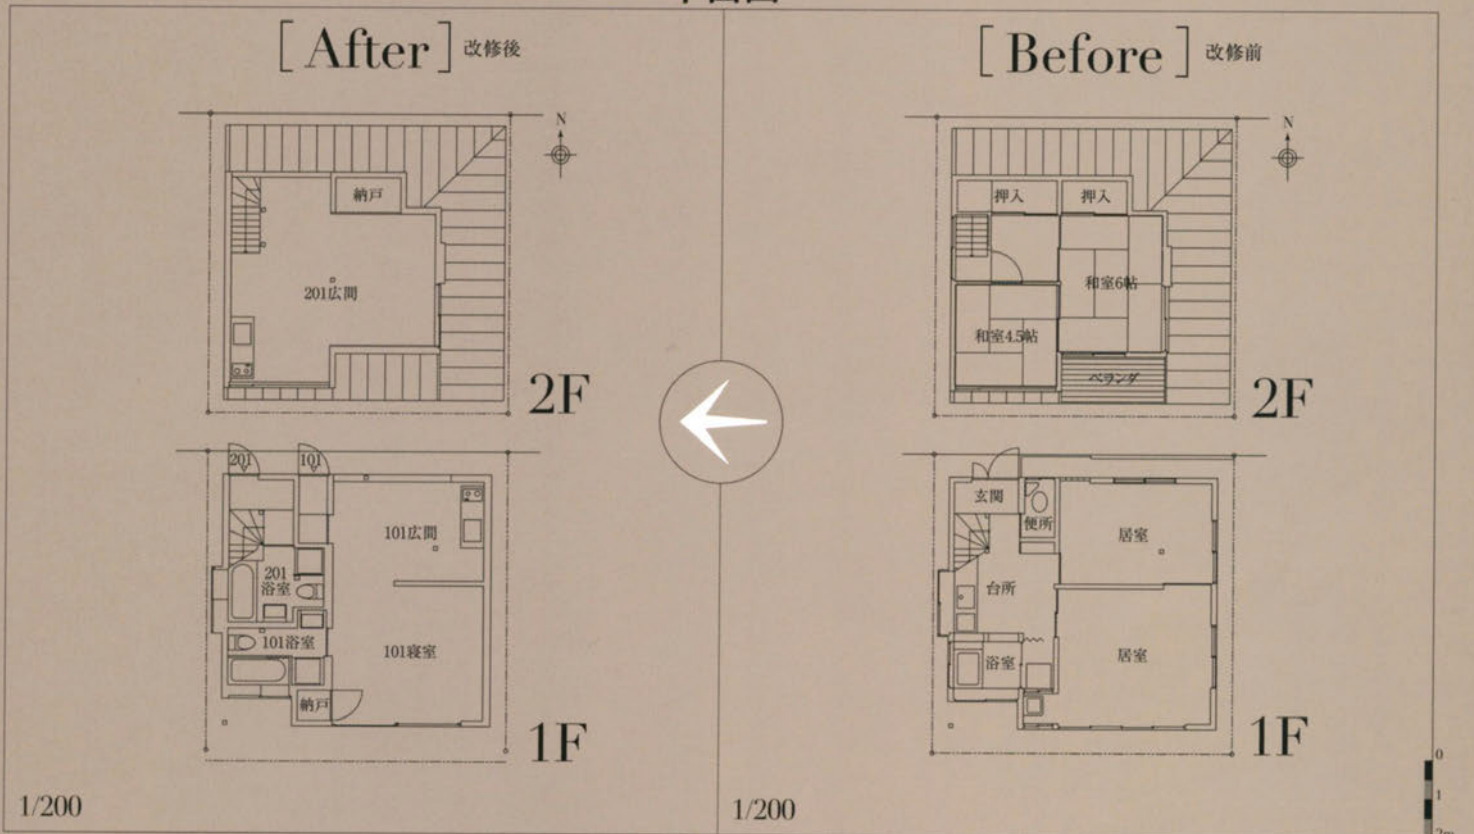 [ After ] 改修後
N
納戸
201広間
2F
201
101
101広間
201
浴室
101浴室
101寝室
納戸
1F
1/200
[ Before ] 改修前
N
押入
押入
和室6帖
和室4.5帖
ベランダ
2F
玄関
便所
居室
台所
浴室
居室
1F
1/200
0
1
2m